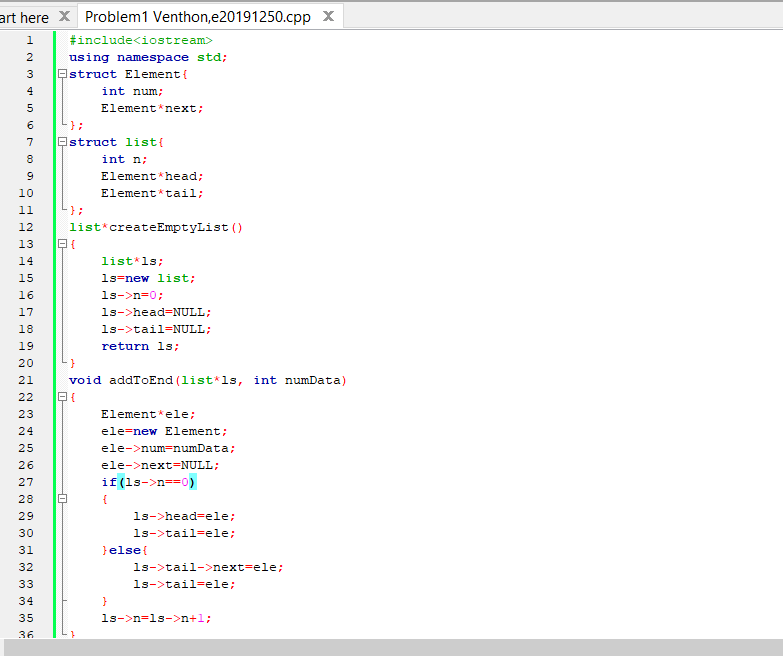 art here X Problem1 Venthon,e20191250.cpp X
1 #include<iostream>
2 using namespace std;
3 struct Element{
4 int num;
5 Element*next;
6 };
7 struct list{
8 int n;
9 Element*head;
10 Element*tail;
11 };
12 list*createEmptyList()
13 {
14 list*ls;
15 ls=new list;
16 ls->n=0;
17 ls->head=NULL;
18 ls->tail=NULL;
19 return ls;
20 }
21 void addToEnd(list*ls, int numData)
22 {
23 Element*ele;
24 ele=new Element;
25 ele->num=numData;
26 ele->next=NULL;
27 if(ls->n==0)
28 {
29 ls->head=ele;
30 ls->tail=ele;
31 }else{
32 ls->tail->next=ele;
33 ls->tail=ele;
34 }
35 ls->n=ls->n+1;
36 }